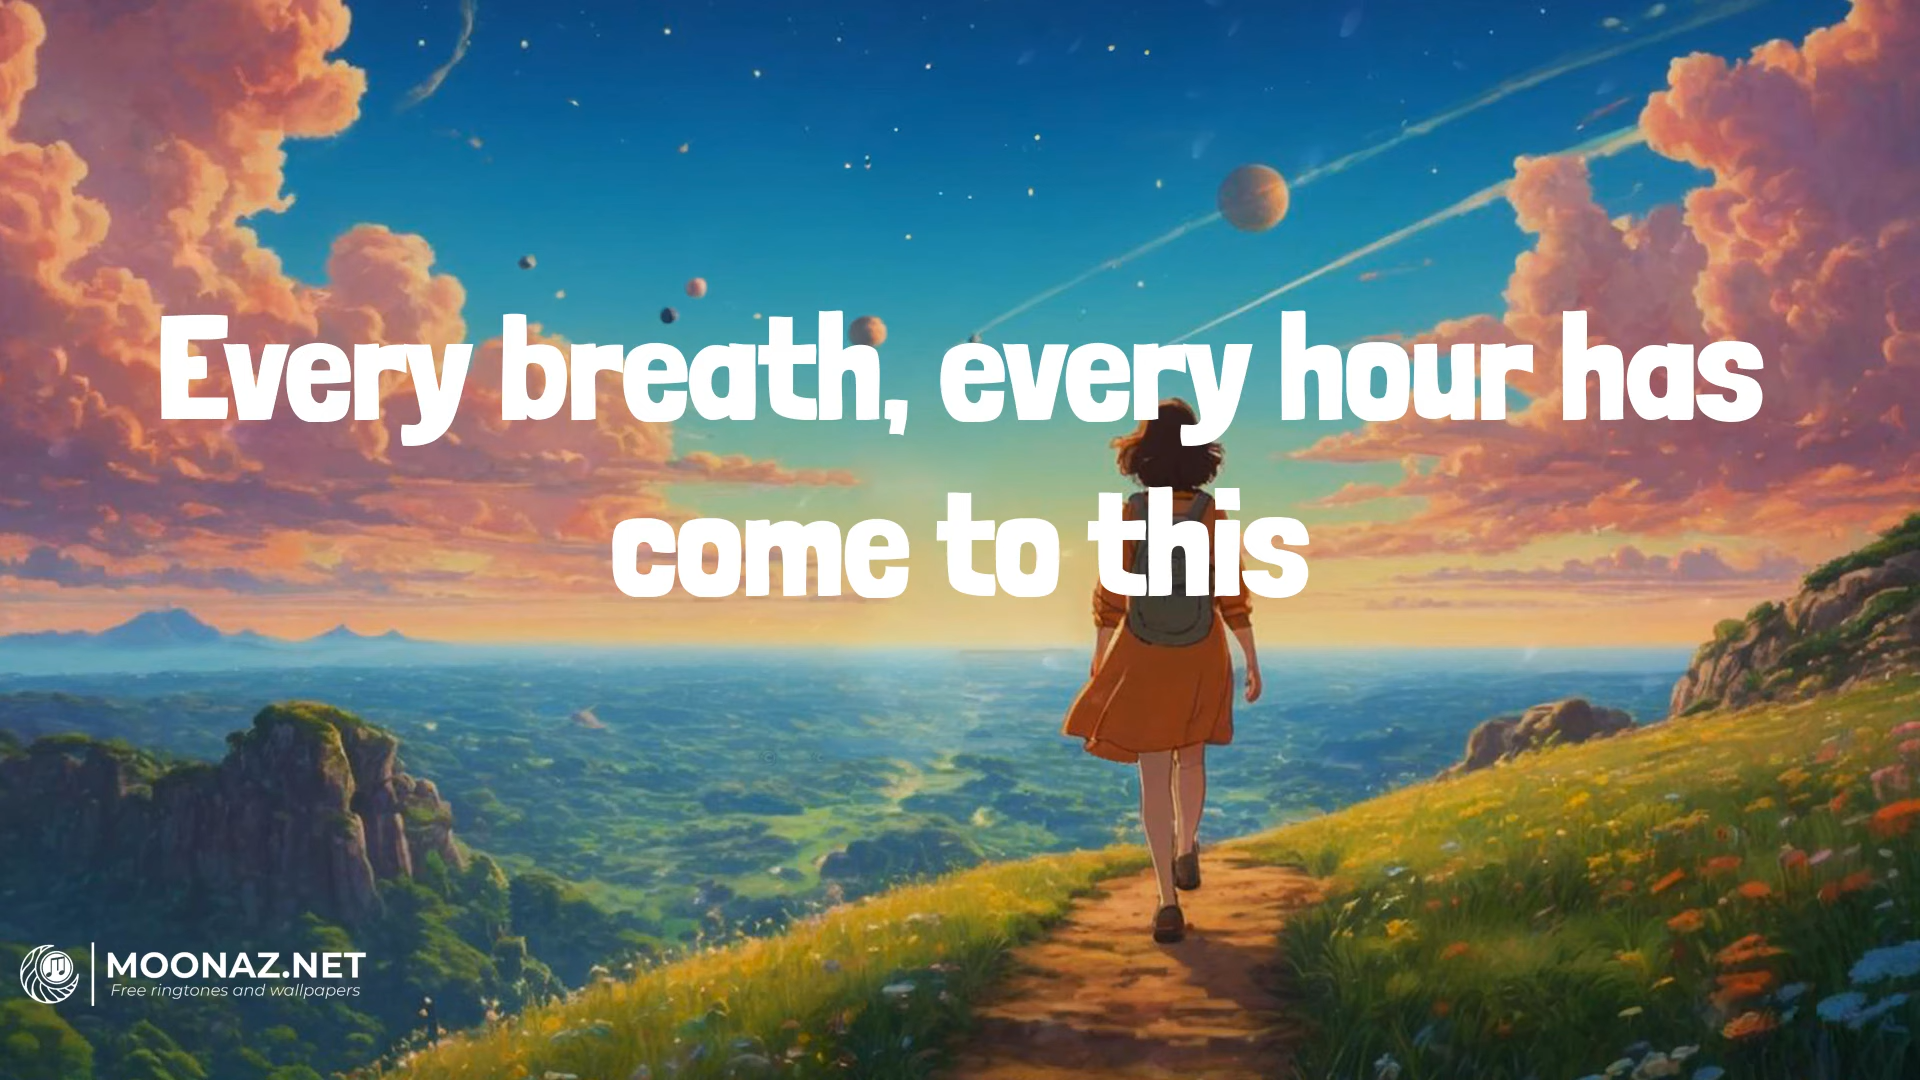 Every breath, every hour has
come to this
MOONAZ.NET
Free ringtones and wallpapers